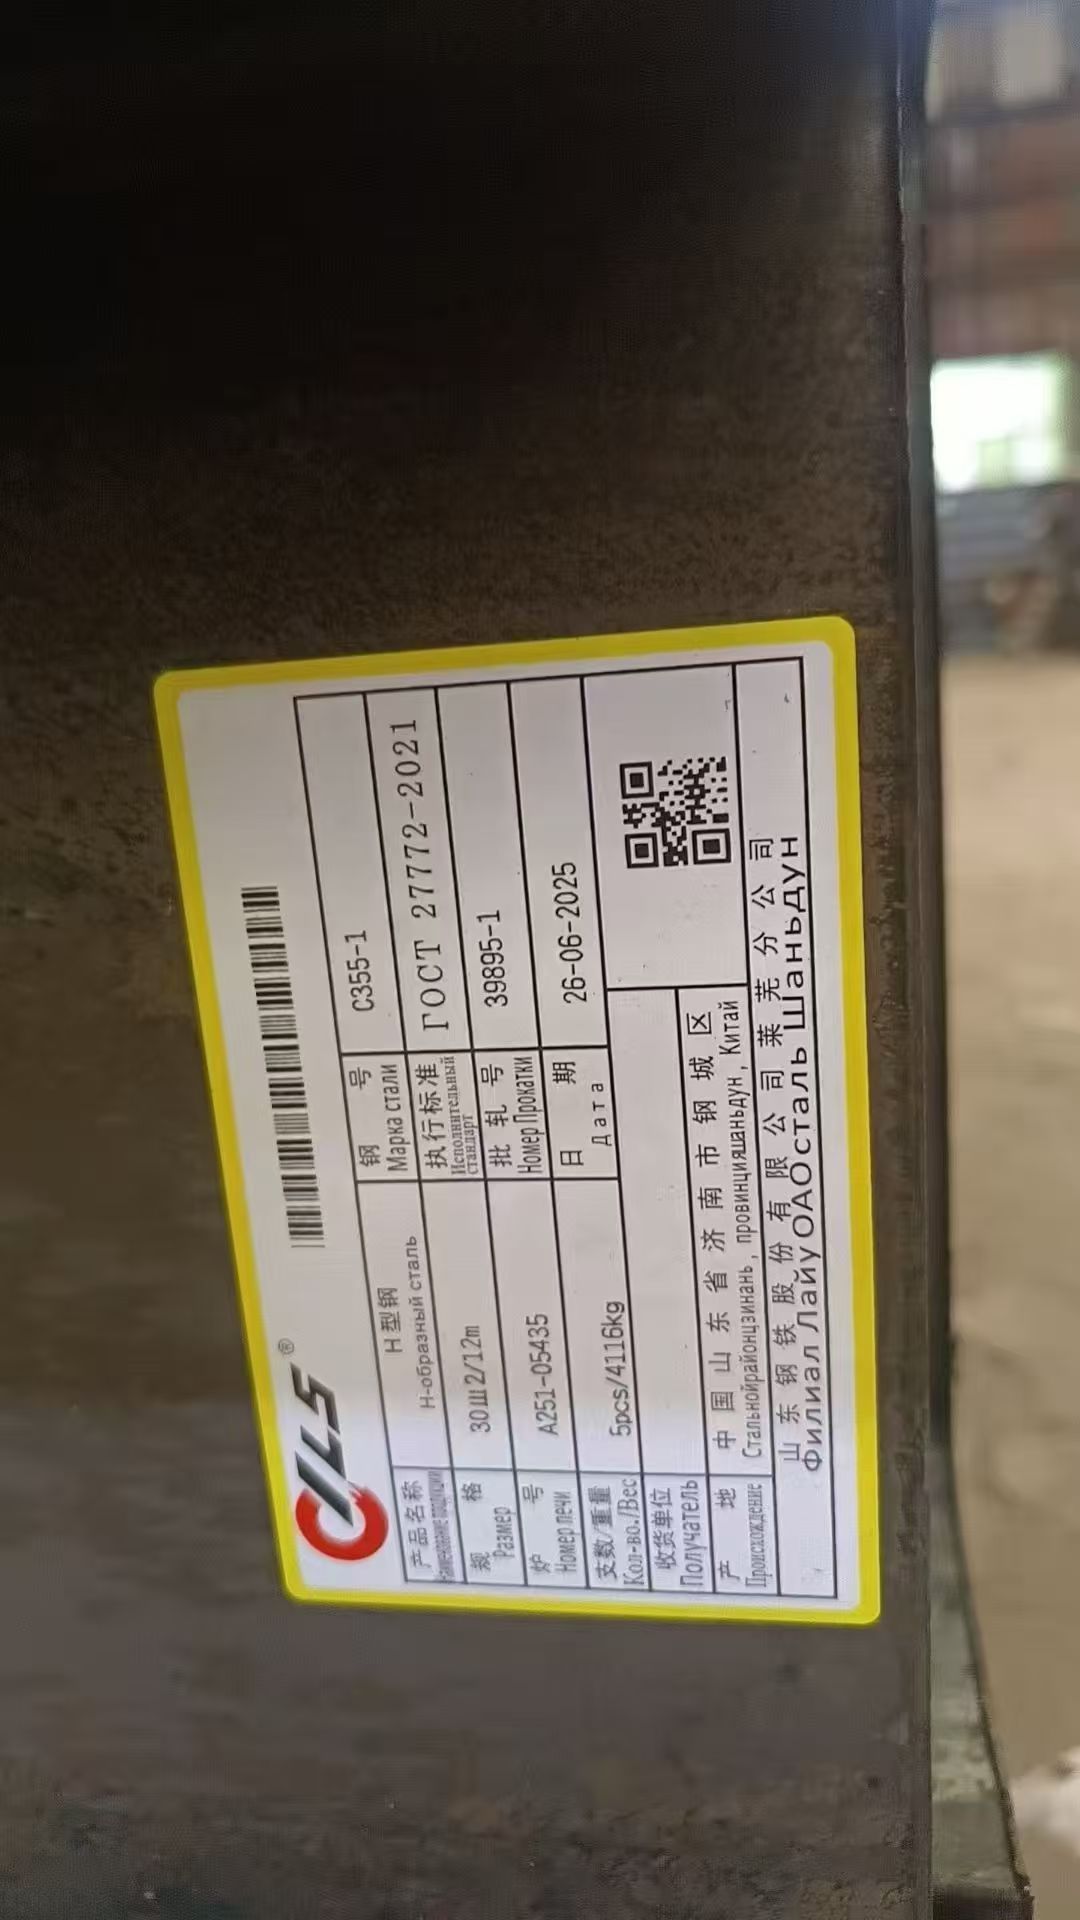 LS ®
产品名称 H型钢 钢 号 C355-1
Наименование продукции Н-образный сталь Марка стали
规 格 30Ш2/12m 执行标准 ГОСТ 27772-2021
Размер Исполнительный стандарт
炉 号 A251-05435 批 轧 号 39895-1
Номер печи Номер Прокатки
支数/重量 5pcs/4116kg 日 期 26-06-2025
Кол-во./Вес Дата
收货单位
Получатель
产 地 中国山东省济南市钢城区
Происхождение Стальнойрайонцзинань, провинцияшаньдун, Китай
山东钢铁股份有限公司莱芜分公司
Филиал Лайу ОАОсталь Шаньдун